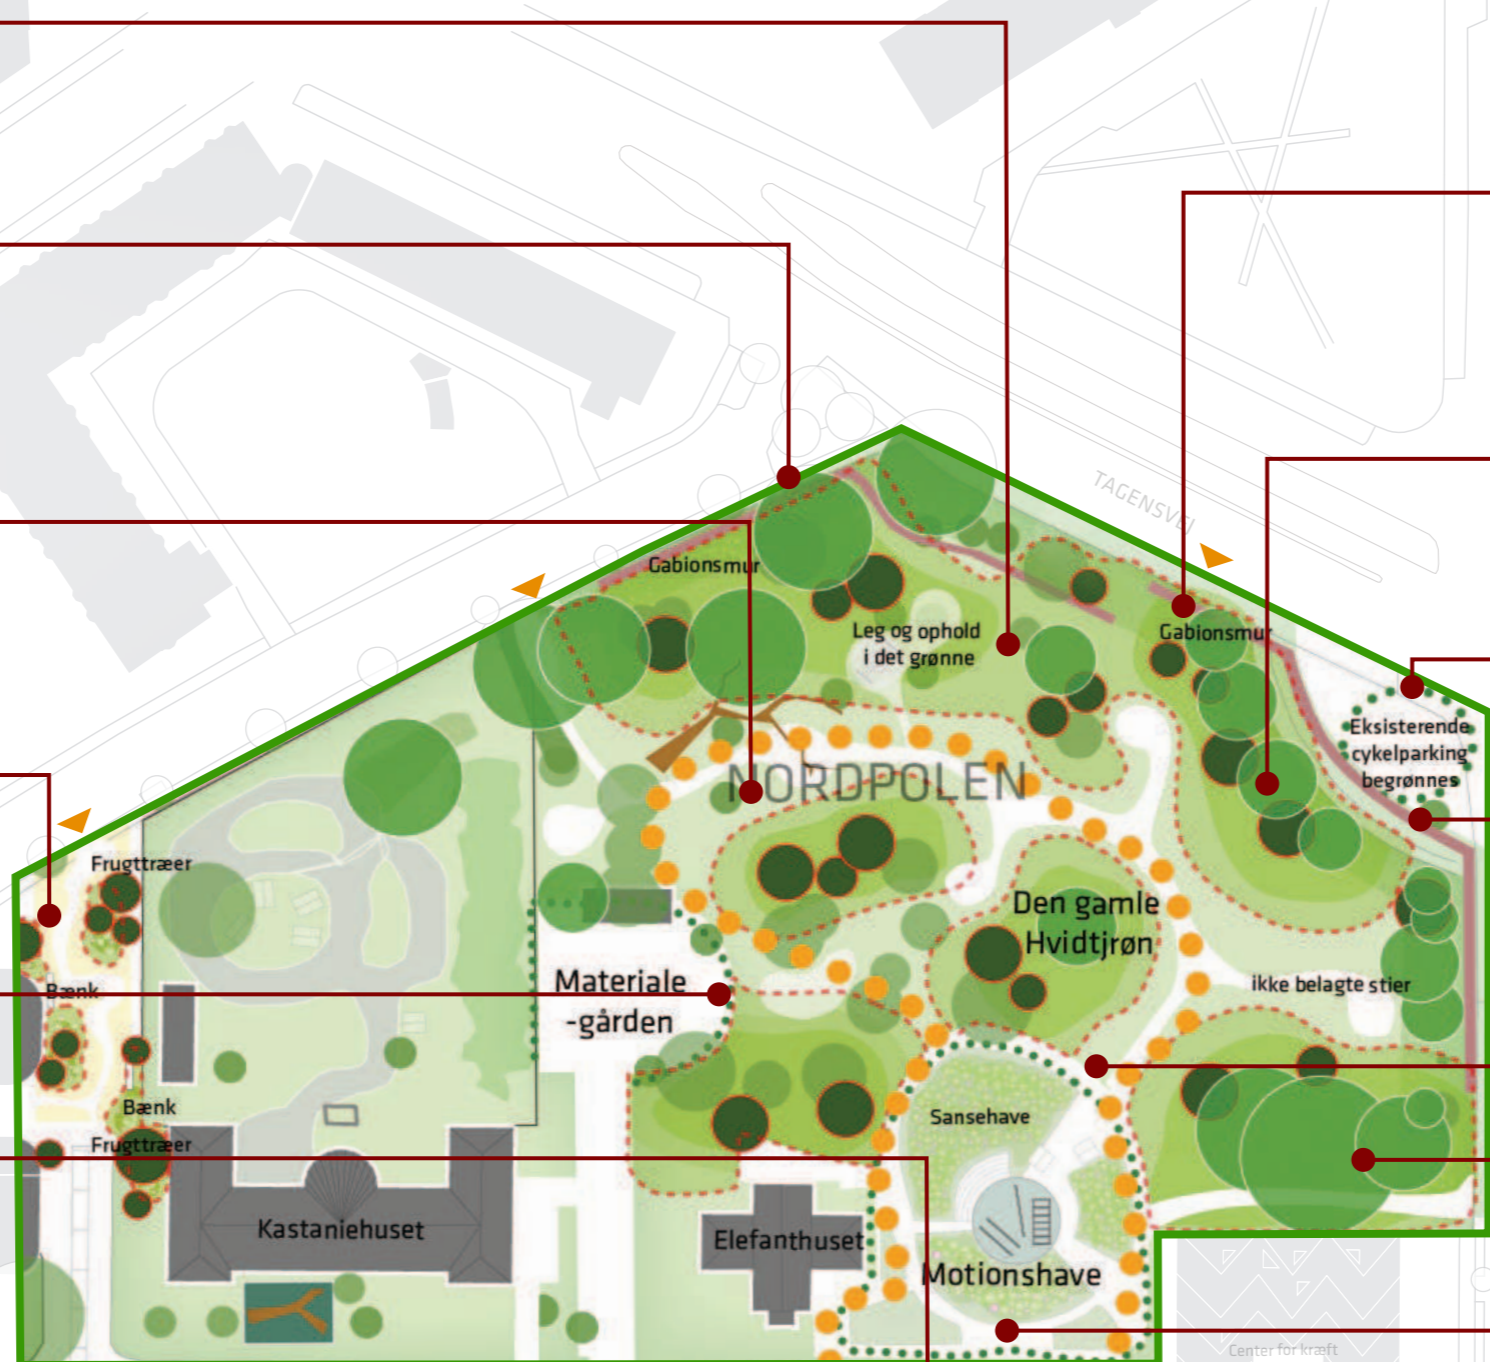 TAGENSVEJ
Gabionsmur
Leg og ophold
i det grønne
Gabionsmur
Eksisterende
cykelparking
begrønnes
NORDPOLEN
Frugttræer
Den gamle
Hvidtjrøn
Materiale
-gården
ikke belagte stier
Bænk
Bænk
Sansehave
Frugttræer
Kastaniehuset
Elefanthuset
Motionshave
Center for kræft